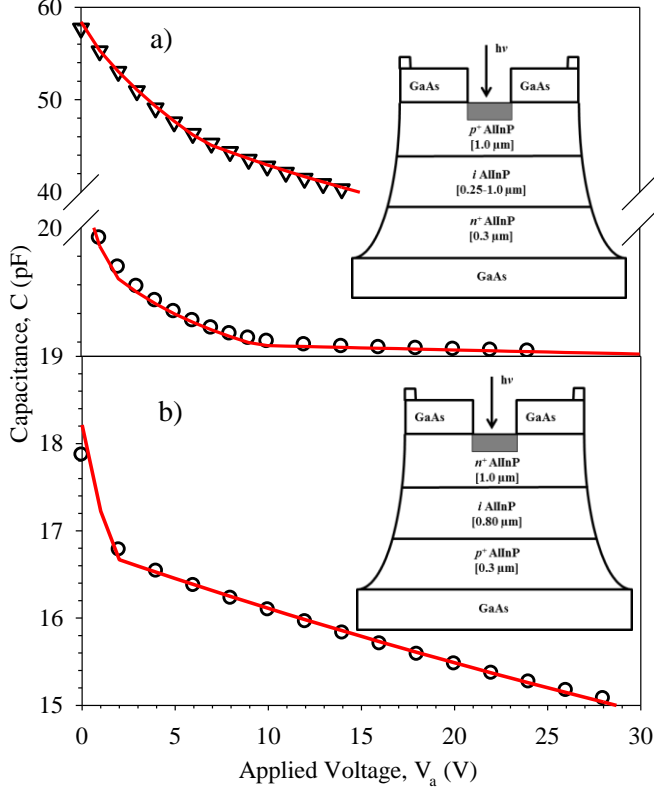 60
a)
hν
GaAs
GaAs
50
p⁺ AlInP
[1.0 μm]
i AlInP
[0.25-1.0 μm]
40
n⁺ AlInP
[0.3 μm]
20
GaAs
19
Capacitance, C (pF)
b)
hν
18
GaAs
GaAs
n⁺ AlInP
[1.0 μm]
17
i AlInP
[0.80 μm]
p⁺ AlInP
[0.3 μm]
16
GaAs
15
0 5 10 15 20 25 30
Applied Voltage, Vₐ (V)